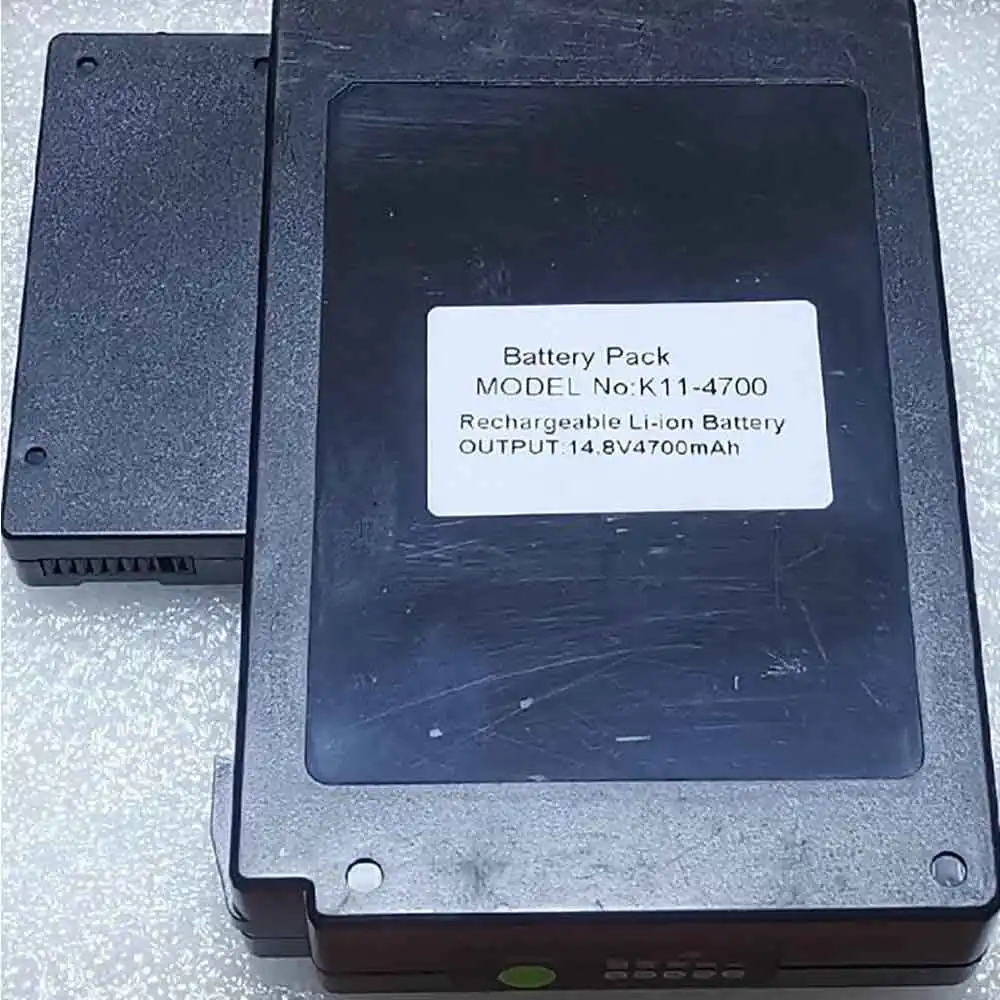 Battery Pack
MODEL No:K11-4700
Rechargeable Li-ion Battery
OUTPUT:14.8V4700mAh